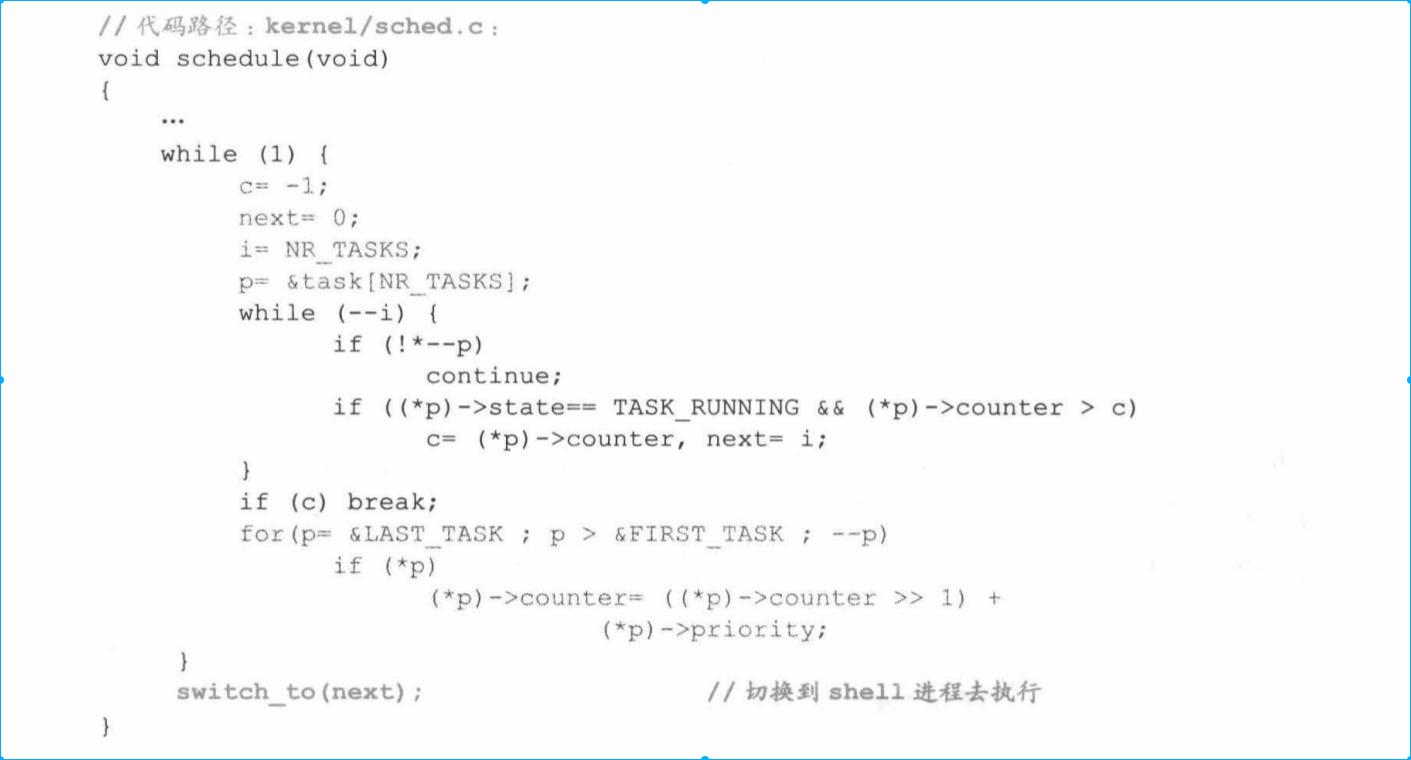 // 代码路径：kernel/sched.c：
void schedule(void)
{
…
while (1) {
c= -1;
next= 0;
i= NR_TASKS;
p= &task[NR_TASKS];
while (--i) {
if (!*--p)
continue;
if ((*p)->state== TASK_RUNNING && (*p)->counter > c)
c= (*p)->counter, next= i;
}
if (c) break;
for(p= &LAST_TASK ; p > &FIRST_TASK ; --p)
if (*p)
(*p)->counter= ((*p)->counter >> 1) +
(*p)->priority;
}
switch_to(next); // 切换到 shell 进程去执行
}